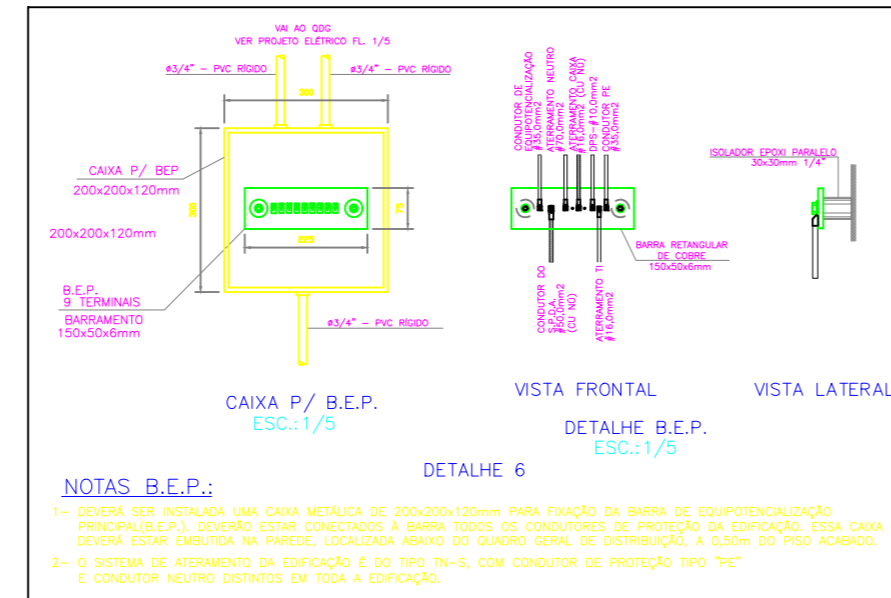 VAI AO QDG
VER PROJETO ELÉTRICO FL. 1/5
ø3/4" - PVC RÍGIDO
ø3/4" - PVC RÍGIDO
300
CAIXA P/ BEP
200x200x120mm
200x200x120mm
300
75
225
B.E.P.
9 TERMINAIS
BARRAMENTO
150x50x6mm
ø3/4" - PVC RÍGIDO
CAIXA P/ B.E.P.
ESC.:1/5
CONDUTOR DE
EQUIPOTENCIALIZAÇÃO
#35,0mm2
ATERRAMENTO NEUTRO
#70,0mm2
ATERRAMENTO CAIXA
#16,0mm2 (CU NÚ)
DPS-#10,0mm2
CONDUTOR PE
#35,0mm2
BARRA RETANGULAR
DE COBRE
150x50x6mm
CONDUTOR DO
S.P.D.A.
#50,0mm2
(CU NÚ)
ATERRAMENTO TI
#16,0mm2
ISOLADOR EPOXI PARALELO
30x30mm 1/4"
VISTA FRONTAL
VISTA LATERAL
DETALHE B.E.P.
ESC.:1/5
DETALHE 6
NOTAS B.E.P.:
1- DEVERÁ SER INSTALADA UMA CAIXA METÁLICA DE 200x200x120mm PARA FIXAÇÃO DA BARRA DE EQUIPOTENCIALIZAÇÃO
PRINCIPAL(B.E.P.). DEVERÃO ESTAR CONECTADOS À BARRA TODOS OS CONDUTORES DE PROTEÇÃO DA EDIFICAÇÃO. ESSA CAIXA
DEVERÁ ESTAR EMBUTIDA NA PAREDE, LOCALIZADA ABAIXO DO QUADRO GERAL DE DISTRIBUIÇÃO, A 0,50m DO PISO ACABADO.
2- O SISTEMA DE ATERAMENTO DA EDIFICAÇÃO É DO TIPO TN-S, COM CONDUTOR DE PROTEÇÃO TIPO "PE"
E CONDUTOR NEUTRO DISTINTOS EM TODA A EDIFICAÇÃO.